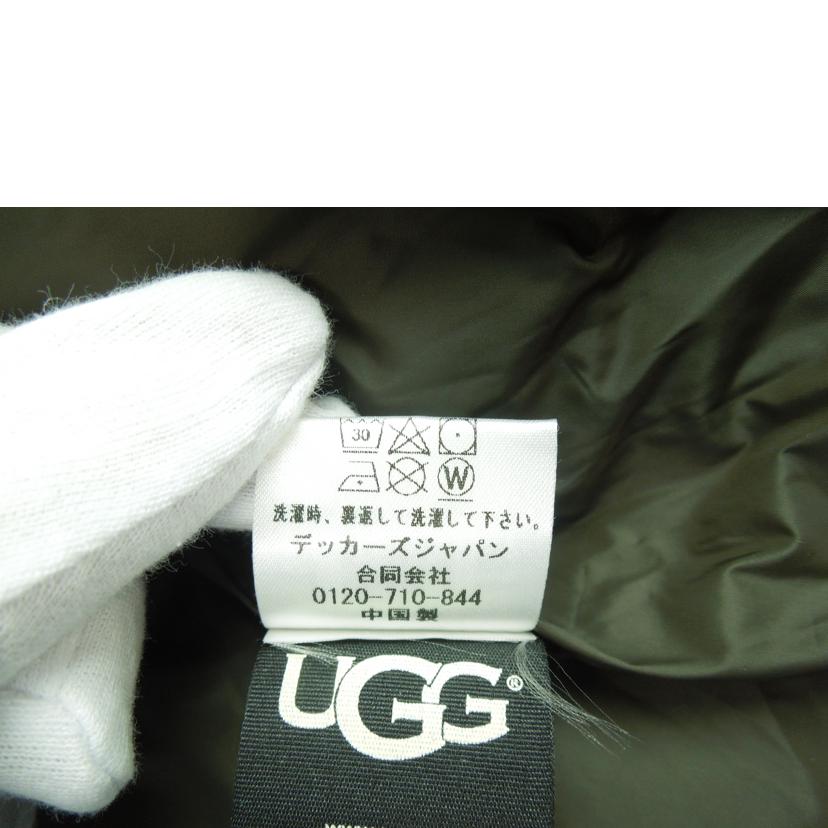 30
W
洗濯時、裏返して洗濯して下さい。
デッカーズジャパン
合同会社
0120-710-844
中国製
UGG®